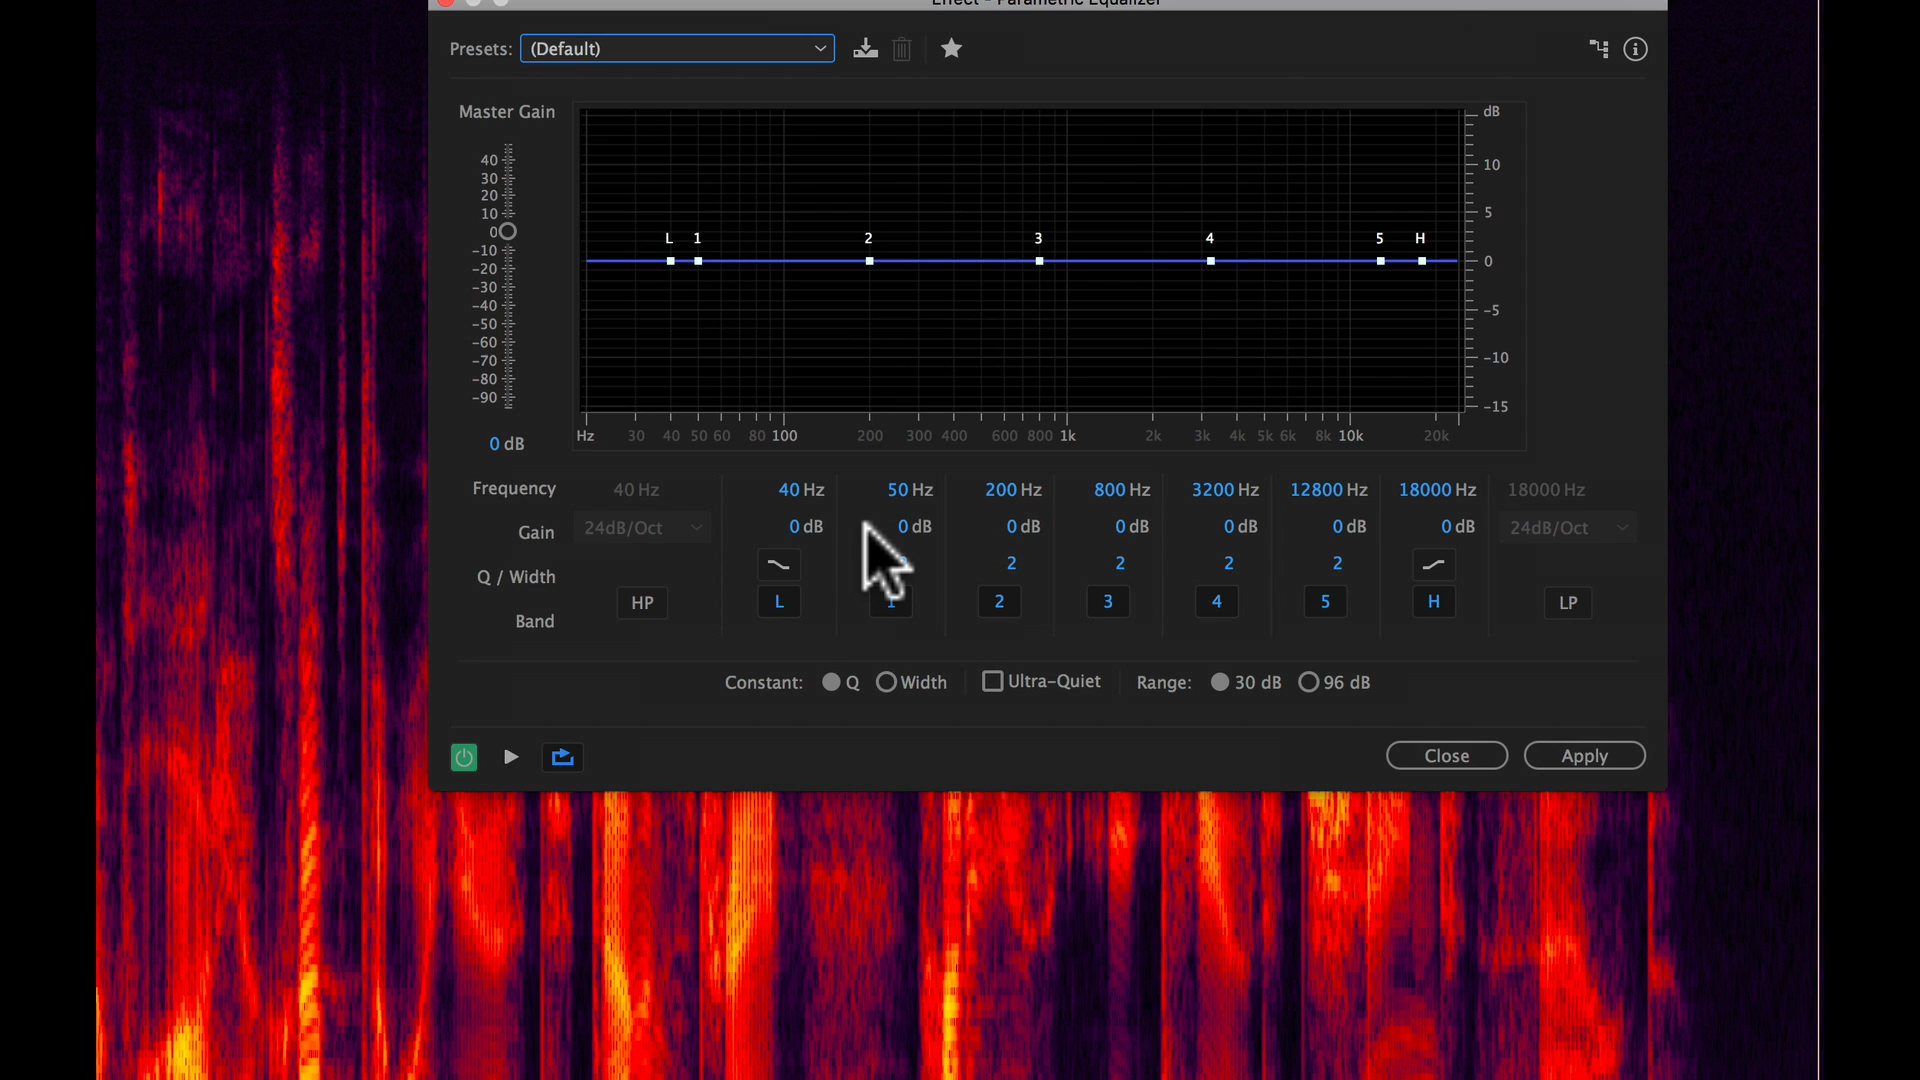 Effect - Parametric Equalizer
Presets: (Default)
Master Gain
dB
40
30
20
10
0
-10
-20
-30
-40
-50
-60
-70
-80
-90
0 dB
L 1 2 3 4 5 H
10
5
0
-5
-10
-15
Hz 30 40 50 60 80 100 200 300 400 600 800 1k 2k 3k 4k 5k 6k 8k 10k 20k
Frequency 40 Hz 40 Hz 50 Hz 200 Hz 800 Hz 3200 Hz 12800 Hz 18000 Hz 18000 Hz
Gain 24dB/Oct 0 dB 0 dB 0 dB 0 dB 0 dB 0 dB 0 dB 24dB/Oct
Q / Width 2 2 2 2
Band HP L 1 2 3 4 5 H LP
Constant: Q Width Ultra-Quiet Range: 30 dB 96 dB
Close Apply